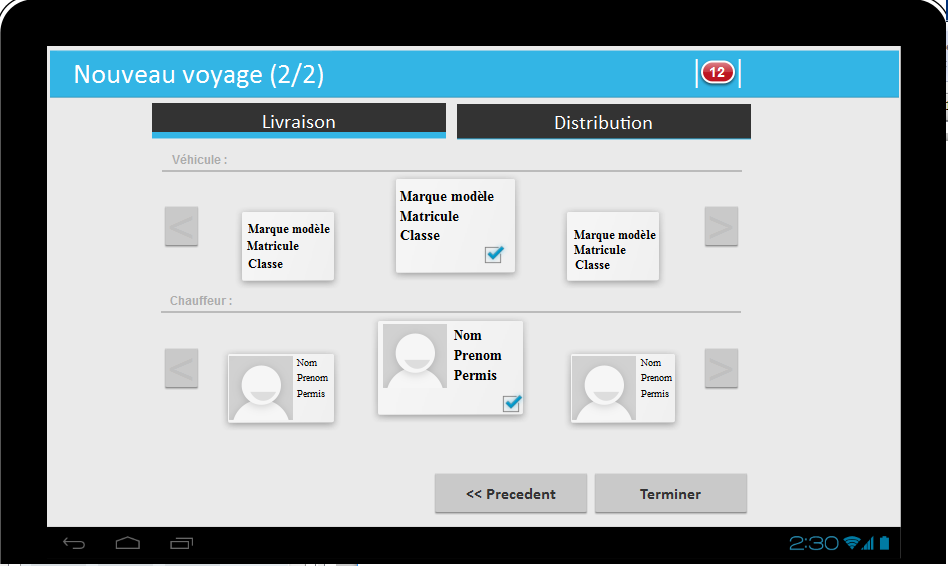 Nouveau voyage (2/2)
12
Livraison
Distribution
Véhicule :
<
Marque modèle
Matricule
Classe
Marque modèle
Matricule
Classe
Marque modèle
Matricule
Classe
>
Chauffeur :
<
Nom
Prenom
Permis
Nom
Prenom
Permis
Nom
Prenom
Permis
>
<< Precedent
Terminer
2:30